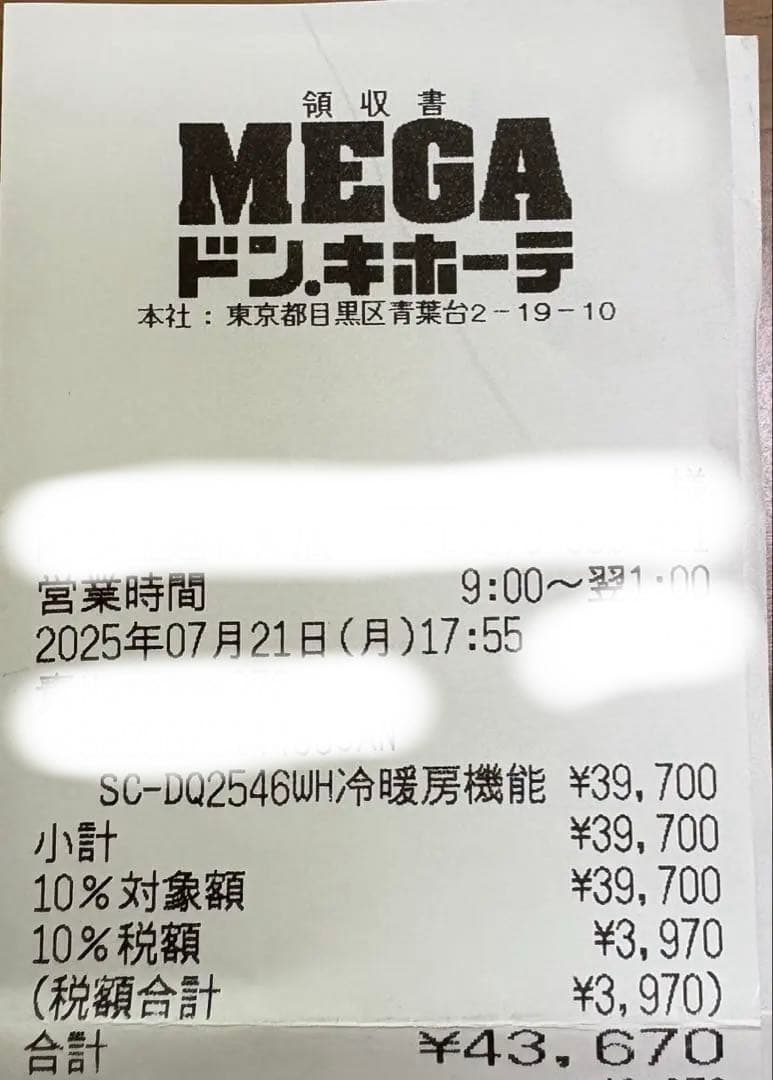 領収書
MEGA
ドン.キホーテ
本社：東京都目黒区青葉台2-19-10
営業時間 9:00～翌1:00
2025年07月21日(月)17:55
SC-DQ2546WH冷暖房機能 ¥39,700
小計 ¥39,700
10%対象額 ¥39,700
10%税額 ¥3,970
(税額合計 ¥3,970)
合計 ¥43,670